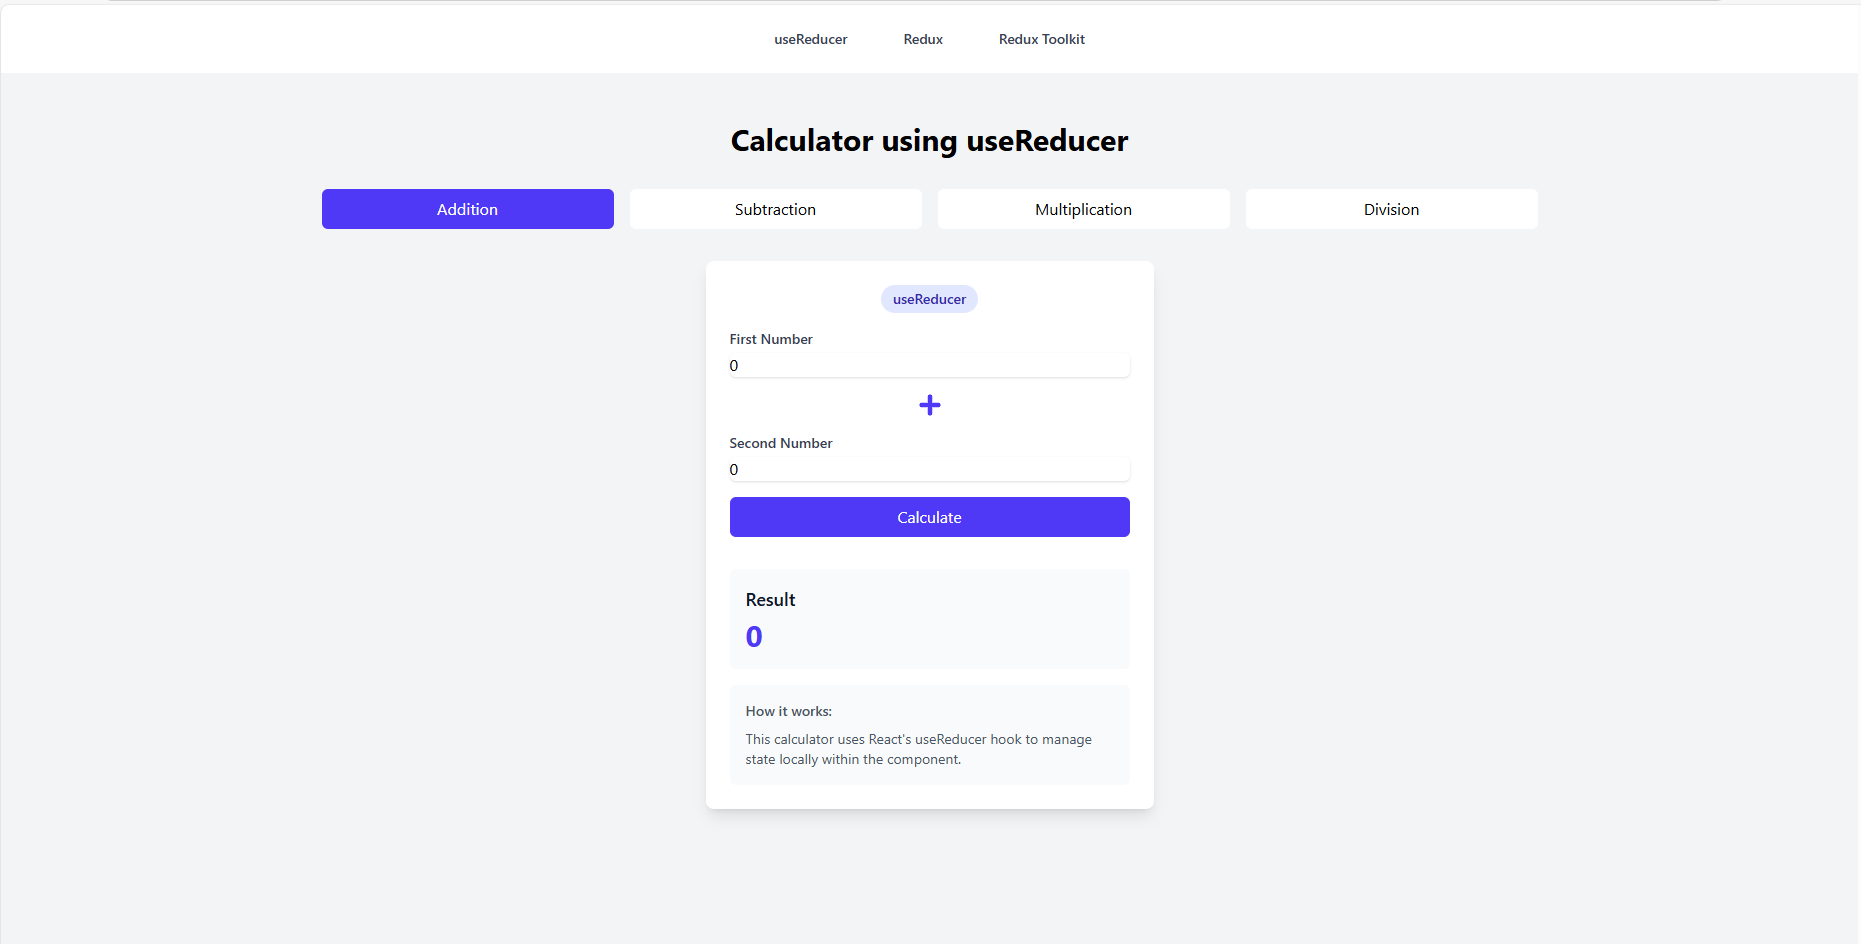 useReducer Redux Redux Toolkit
Calculator using useReducer
Addition Subtraction Multiplication Division
useReducer
First Number
0
+
Second Number
0
Calculate
Result
0
How it works:
This calculator uses React's useReducer hook to manage
state locally within the component.